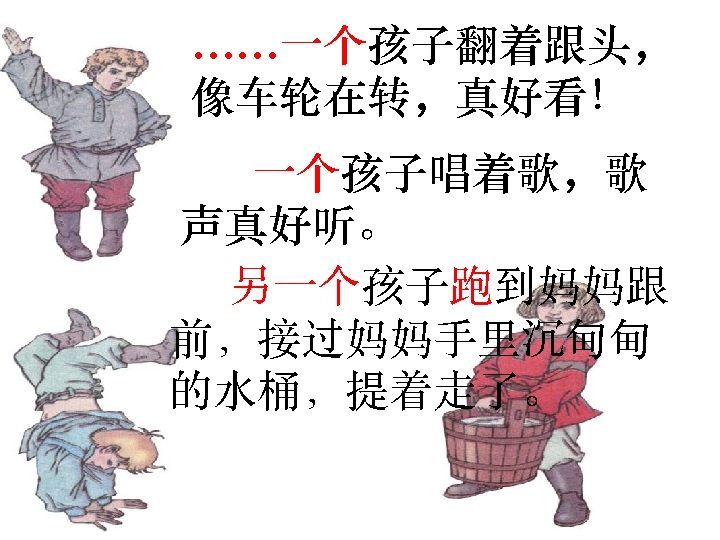 ……一个孩子翻着跟头，
像车轮在转，真好看！
一个孩子唱着歌，歌
声真好听。
另一个孩子跑到妈妈跟
前，接过妈妈手里沉甸甸
的水桶，提着走了。